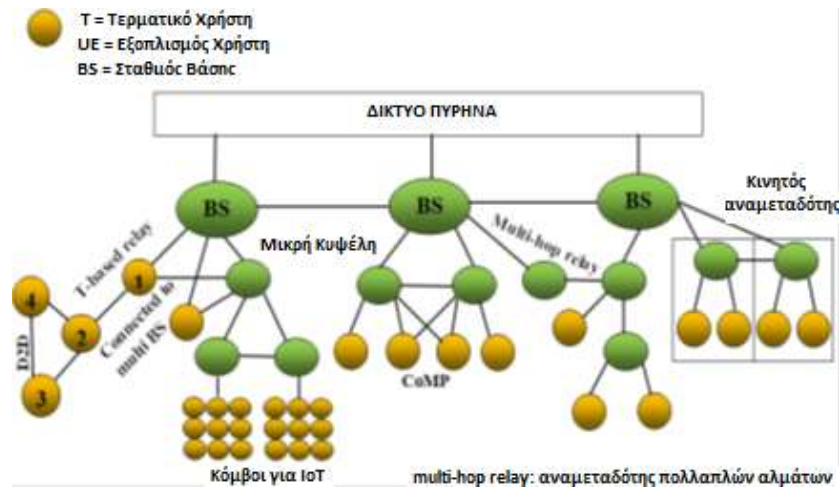 T = Τερματικό Χρήστη
UE = Εξοπλισμός Χρήστη
BS = Σταθμός Βάσης
ΔΙΚΤΥΟ ΠΥΡΗΝΑ
BS
BS
BS
Κινητός
αναμεταδότης
T-based relay
Μικρή Κυψέλη
Multi-hop relay
1
4
2
3
D2D
Connected to
multi BS
CoMP
Κόμβοι για IoT
multi-hop relay: αναμεταδότης πολλαπλών αλμάτων